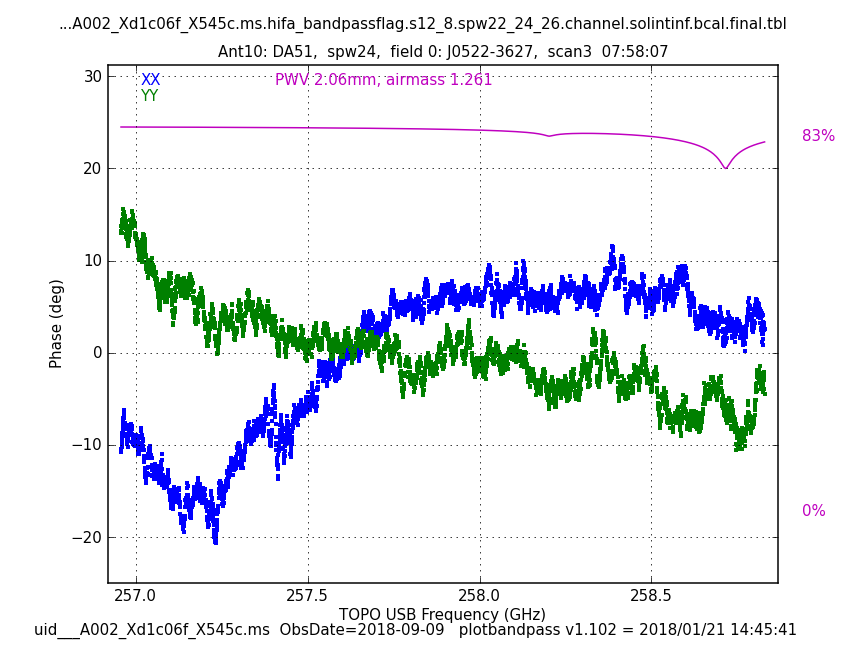 ...A002_Xd1c06f_X545c.ms.hifa_bandpassflag.s12_8.spw22_24_26.channel.solintinf.bcal.final.tbl
Ant10: DA51,  spw24,  field 0: J0522-3627,  scan3  07:58:07
30
XX
PWV 2.06mm, airmass 1.261
YY
83%
20
10
Phase (deg)
0
−10
0%
−20
257.0
257.5
258.0
258.5
TOPO USB Frequency (GHz)
uid___A002_Xd1c06f_X545c.ms  ObsDate=2018-09-09   plotbandpass v1.102 = 2018/01/21 14:45:41